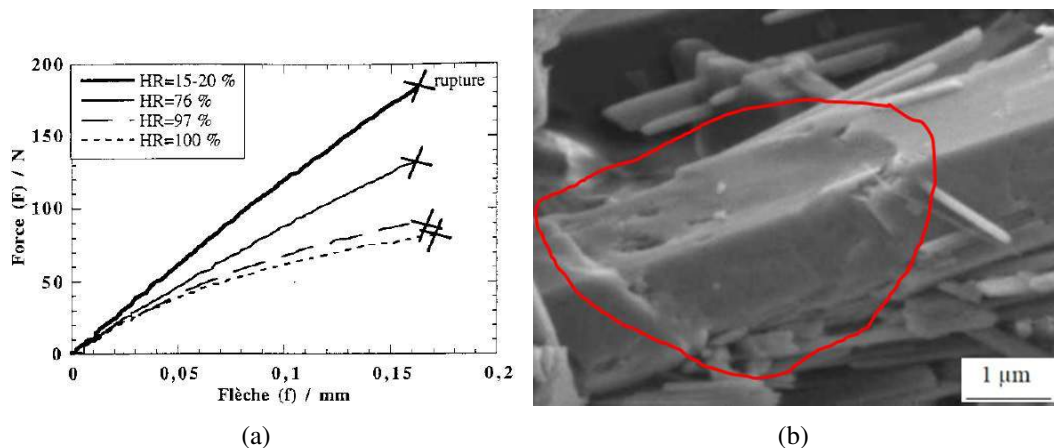 200
150
100
50
0
Force (F) / N
HR=15-20 %
HR=76 %
HR=97 %
HR=100 %
rupture
0 0,05 0,1 0,15 0,2
Flèche (f) / mm
(a)
1 µm
(b)